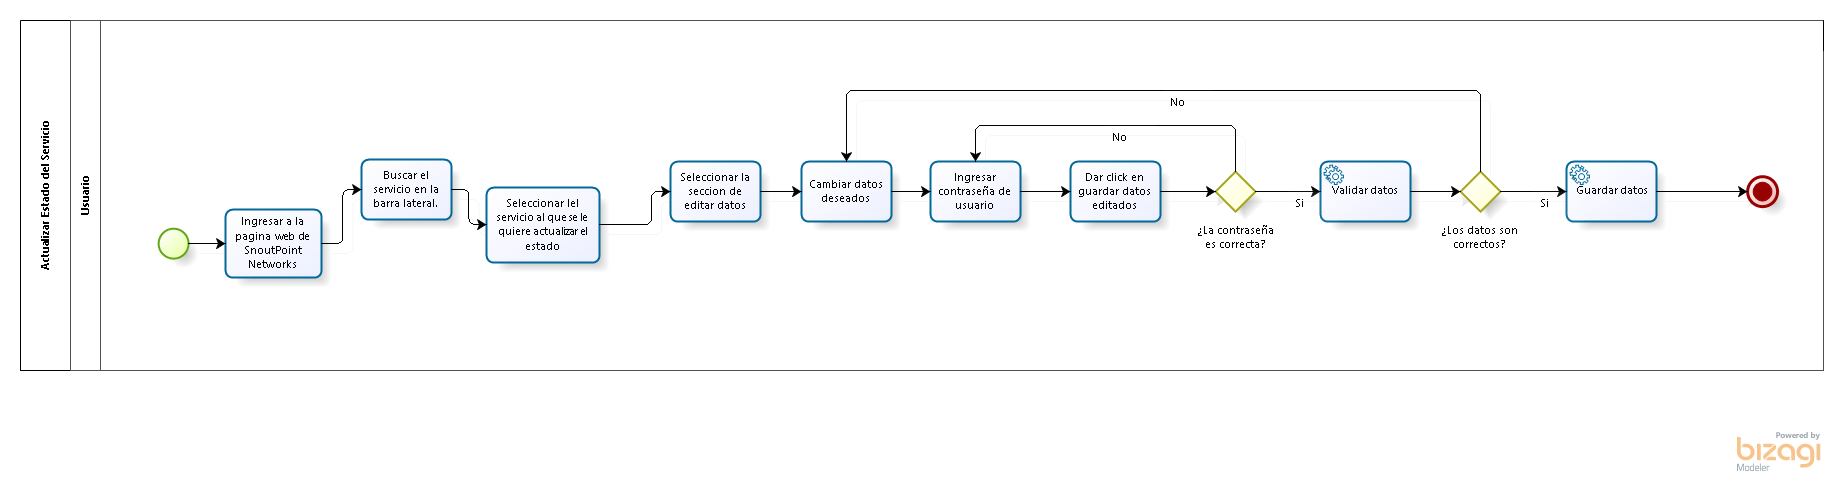 Actualizar Estado del Servicio
Usuario
Ingresar a la
pagina web de
SnoutPoint
Networks
Buscar el
servicio en la
barra lateral.
Seleccionar lel
servicio al que se le
quiere actualizar el
estado
Seleccionar la
seccion de
editar datos
Cambiar datos
deseados
Ingresar
contraseña de
usuario
Dar click en
guardar datos
editados
No
No
¿La contraseña
es correcta?
Si
Validar datos
¿Los datos son
correctos?
Si
Guardar datos
Powered by
bizagi
Modeler